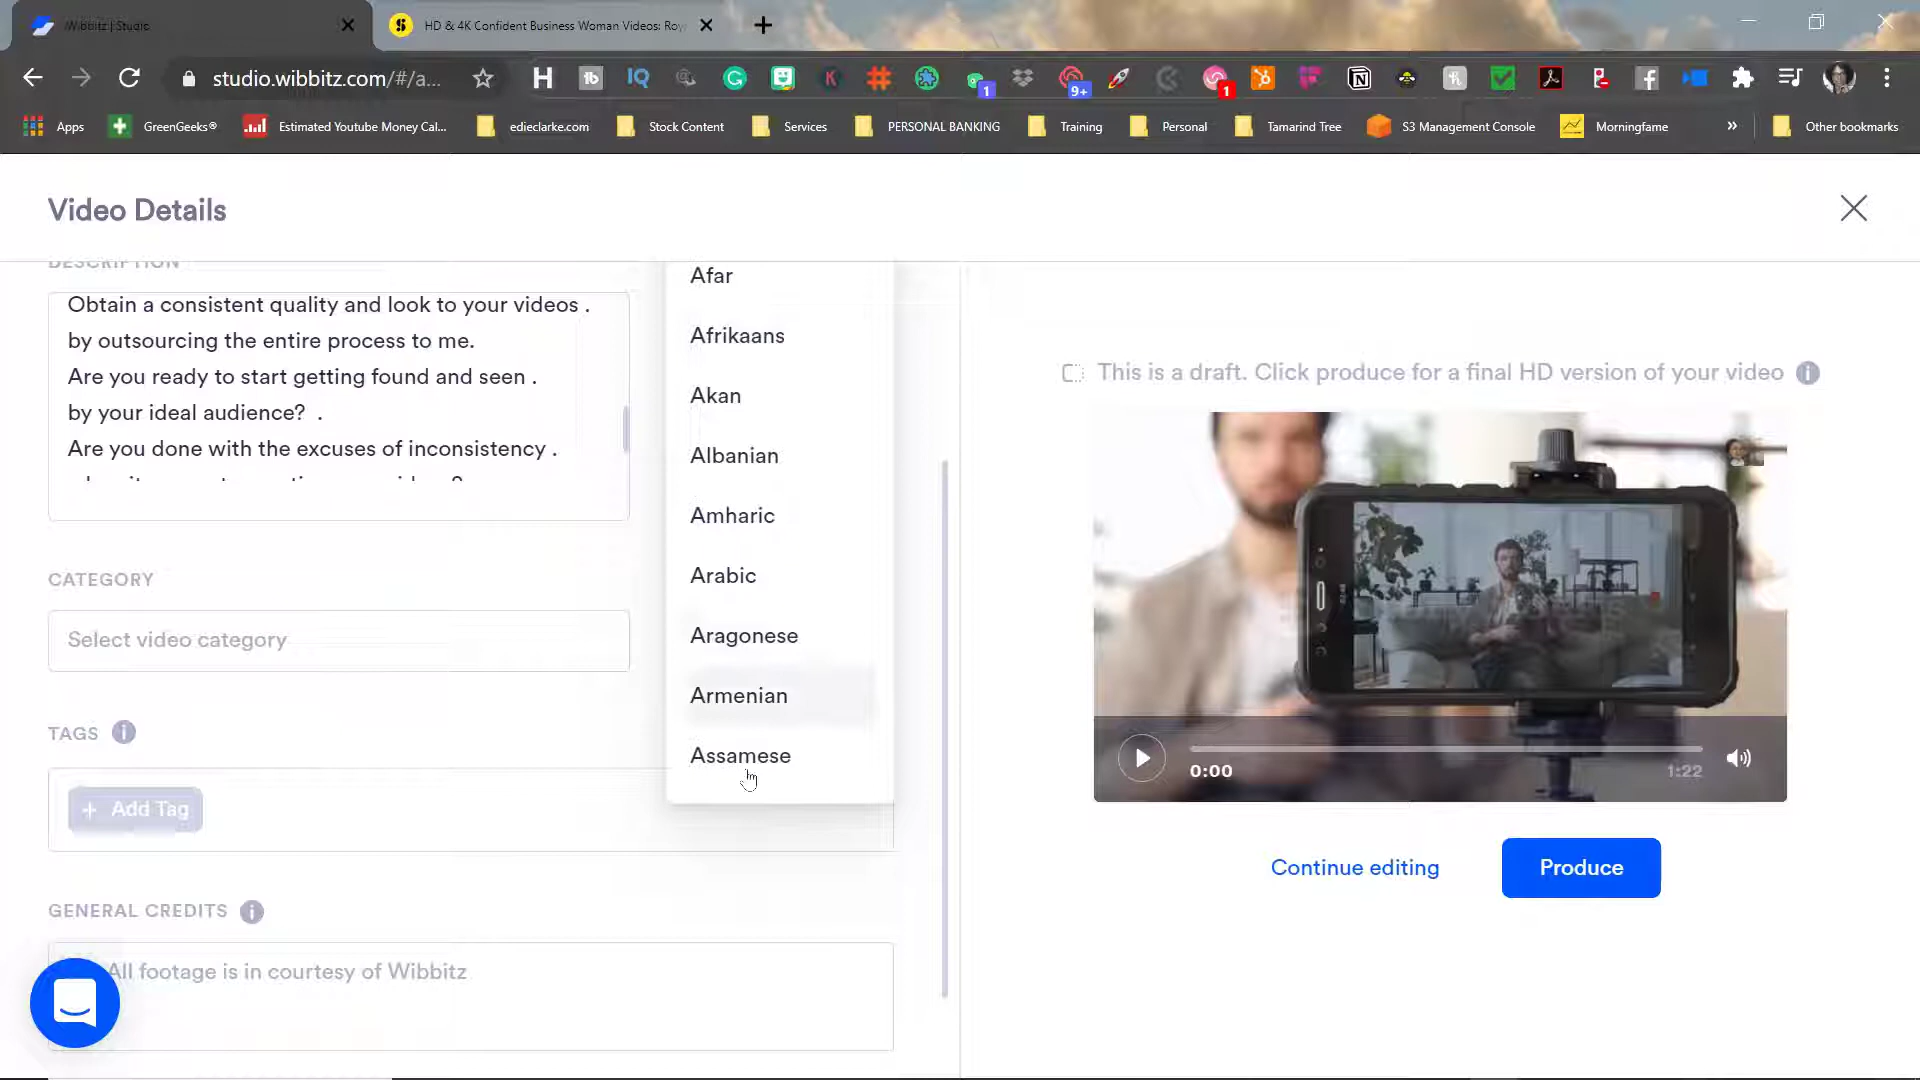 Wibbitz | Studio
HD & 4K Confident Business Woman Videos: Roy
studio.wibbitz.com/#/a...
1
9+
1
Apps
GreenGeeks®
Estimated Youtube Money Cal...
edieclarke.com
Stock Content
Services
PERSONAL BANKING
Training
Personal
Tamarind Tree
S3 Management Console
Morningfame
»
Other bookmarks
Video Details
DESCRIPTION
Obtain a consistent quality and look to your videos .
by outsourcing the entire process to me.
Are you ready to start getting found and seen .
by your ideal audience?  .
Are you done with the excuses of inconsistency .
CATEGORY
Select video category
TAGS
+ Add Tag
GENERAL CREDITS
All footage is in courtesy of Wibbitz
Afar
Afrikaans
Akan
Albanian
Amharic
Arabic
Aragonese
Armenian
Assamese
This is a draft. Click produce for a final HD version of your video
0:00
1:22
Continue editing
Produce